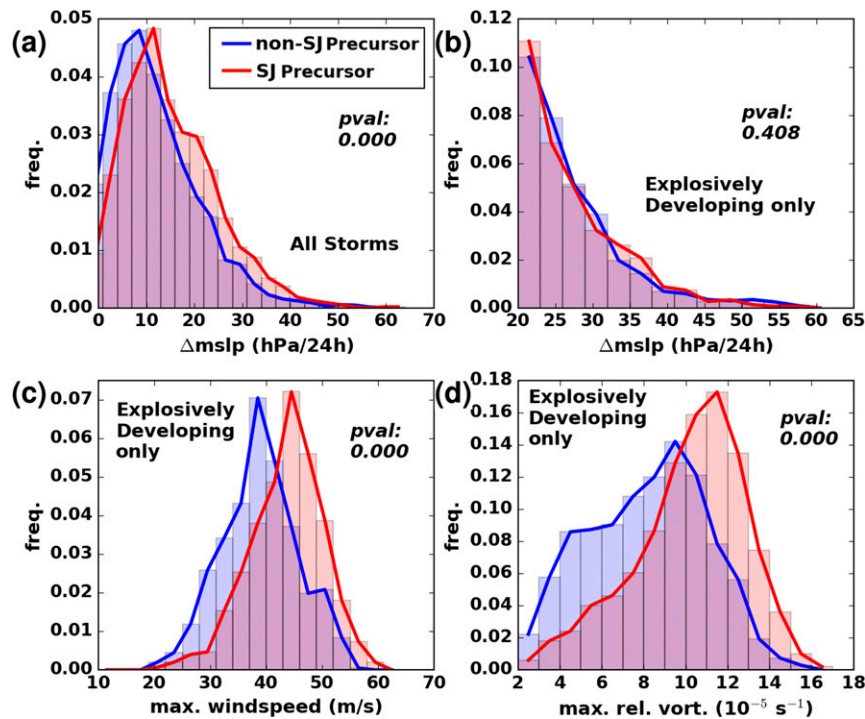 (a)
0.05
0.04
0.03
0.02
0.01
0.00
freq.
non-SJ Precursor
SJ Precursor
pval:
0.000
All Storms
0 10 20 30 40 50 60 70
Δmslp (hPa/24h)
(b)
0.12
0.10
0.08
0.06
0.04
0.02
0.00
freq.
pval:
0.408
Explosively
Developing only
20 25 30 35 40 45 50 55 60 65
Δmslp (hPa/24h)
(c)
0.07
0.06
0.05
0.04
0.03
0.02
0.01
0.00
freq.
Explosively
Developing
only
pval:
0.000
10 20 30 40 50 60 70
max. windspeed (m/s)
(d)
0.18
0.16
0.14
0.12
0.10
0.08
0.06
0.04
0.02
0.00
freq.
Explosively Developing
only
pval:
0.000
2 4 6 8 10 12 14 16 18
max. rel. vort. (10⁻⁵ s⁻¹)